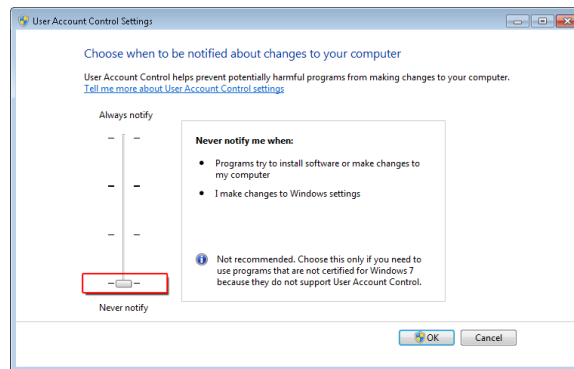 User Account Control Settings
Choose when to be notified about changes to your computer
User Account Control helps prevent potentially harmful programs from making changes to your computer.
Tell me more about User Account Control settings
Always notify
Never notify me when:
• Programs try to install software or make changes to
my computer
• I make changes to Windows settings
Not recommended. Choose this only if you need to
use programs that are not certified for Windows 7
because they do not support User Account Control.
Never notify
OK
Cancel